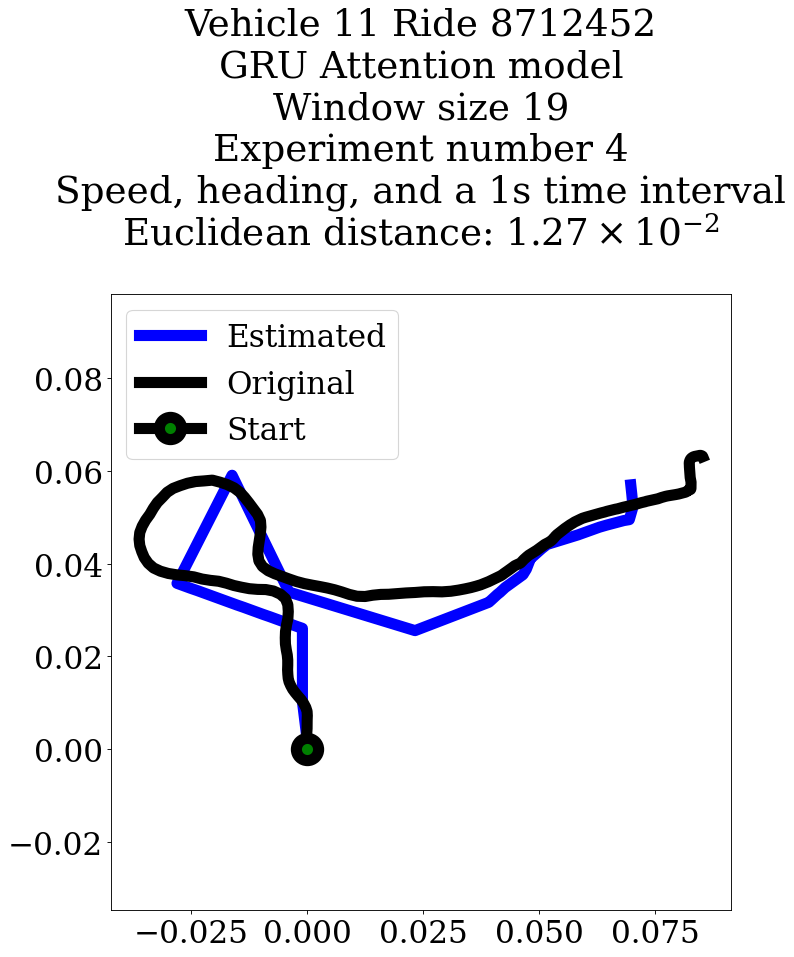 Vehicle 11 Ride 8712452
GRU Attention model
Window size 19
Experiment number 4
Speed, heading, and a 1s time interval
Euclidean distance: 1.27 × 10⁻²
Estimated
Original
Start
0.08
0.06
0.04
0.02
0.00
−0.02
−0.025 0.000 0.025 0.050 0.075